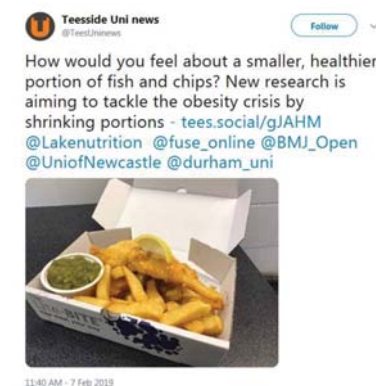 Teesside Uni news
@TeesUninews
Follow
How would you feel about a smaller, healthier
portion of fish and chips? New research is
aiming to tackle the obesity crisis by
shrinking portions - tees.social/gJAHM
@Lakenutrition @fuse_online @BMJ_Open
@UniofNewcastle @durham_uni
BITE
11:40 AM - 7 Feb 2019